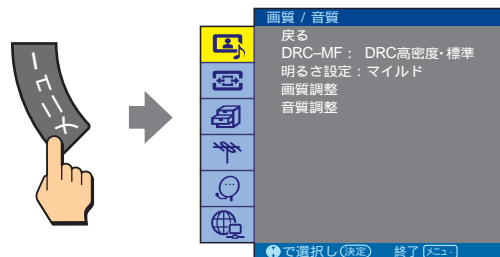 メニュー
画質 / 音質
戻る
DRC–MF： DRC高密度・標準
明るさ設定：マイルド
画質調整
音質調整
で選択し 決定 終了 メニュー